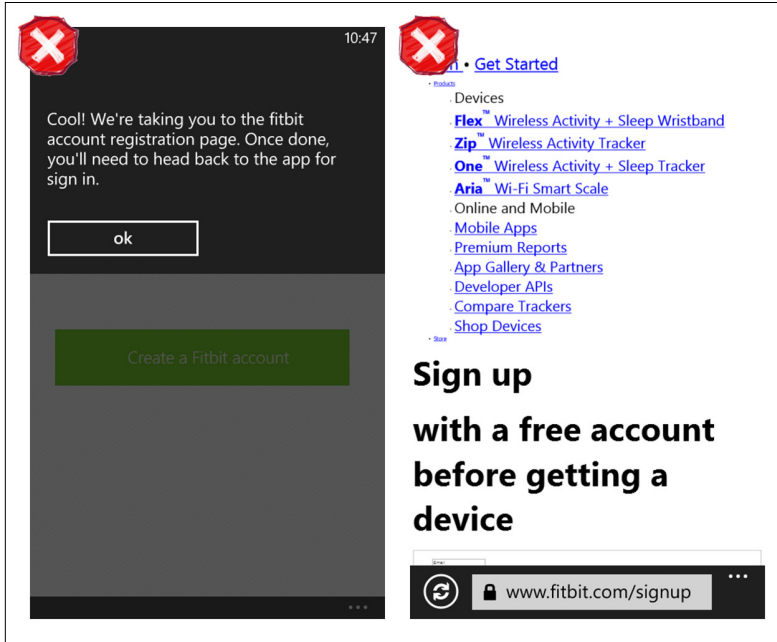 10:47
Cool! We're taking you to the fitbit
account registration page. Once done,
you'll need to head back to the app for
sign in.
ok
Create a Fitbit account
• Get Started
Products
Devices
Flex™ Wireless Activity + Sleep Wristband
Zip™ Wireless Activity Tracker
One™ Wireless Activity + Sleep Tracker
Aria™ Wi-Fi Smart Scale
Online and Mobile
Mobile Apps
Premium Reports
App Gallery & Partners
Developer APIs
Compare Trackers
Shop Devices
Store
Sign up
with a free account
before getting a
device
www.fitbit.com/signup